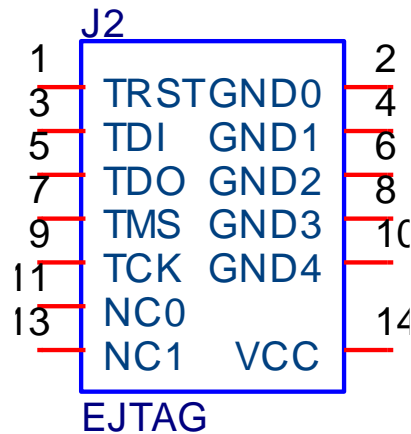 J2
1 TRST GND0 2
3 TDI GND1 4
5 TDO GND2 6
7 TMS GND3 8
9 TCK GND4 10
11 NC0
13 NC1 VCC 14
EJTAG